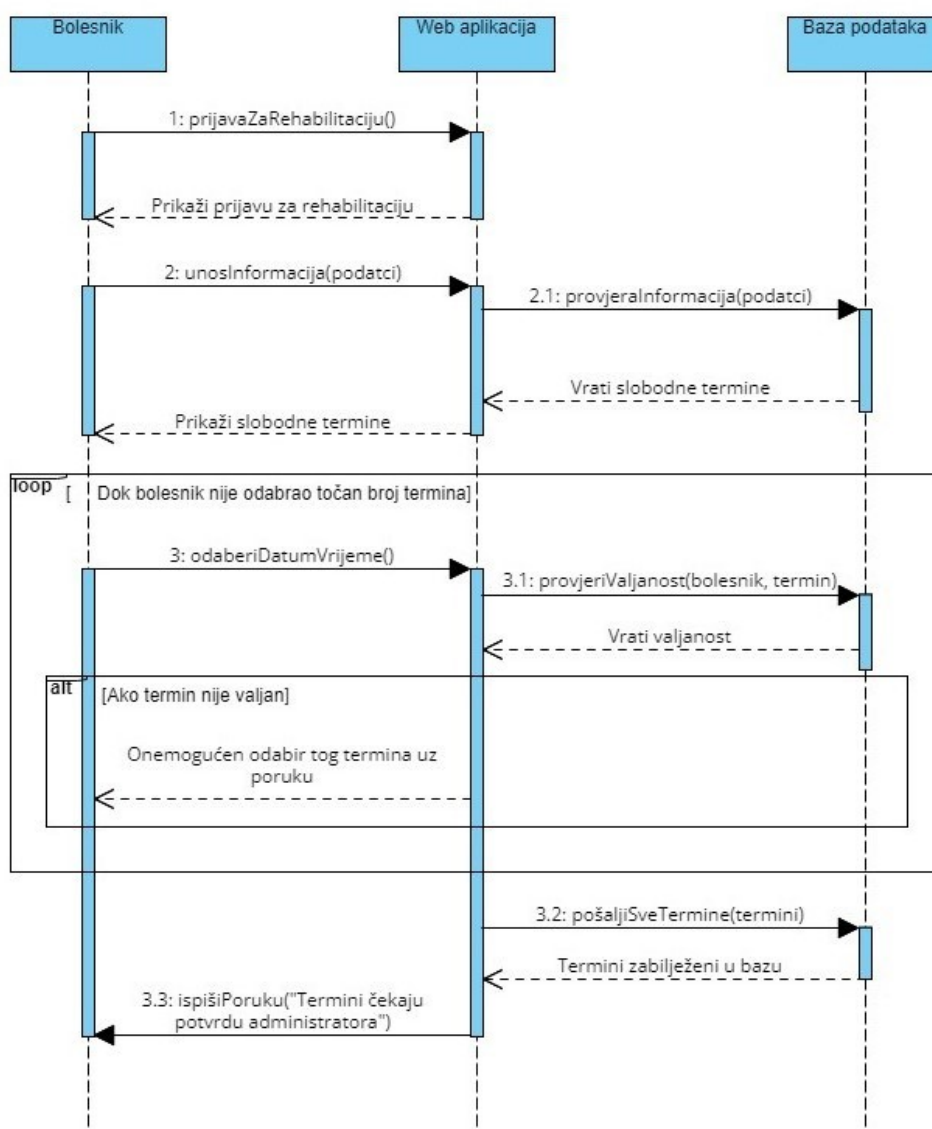 Bolesnik
Web aplikacija
Baza podataka
1: prijavaZaRehabilitaciju()
Prikaži prijavu za rehabilitaciju
2: unosInformacija(podatci)
2.1: provjeraInformacija(podatci)
Vrati slobodne termine
Prikaži slobodne termine
loop
[ Dok bolesnik nije odabrao točan broj termina]
3: odaberiDatumVrijeme()
3.1: provjeriValjanost(bolesnik, termin)
Vrati valjanost
alt
[Ako termin nije valjan]
Onemogućen odabir tog termina uz
poruku
3.2: pošaljiSveTermine(termini)
Termini zabilježeni u bazu
3.3: ispišiPoruku("Termini čekaju
potvrdu administratora")